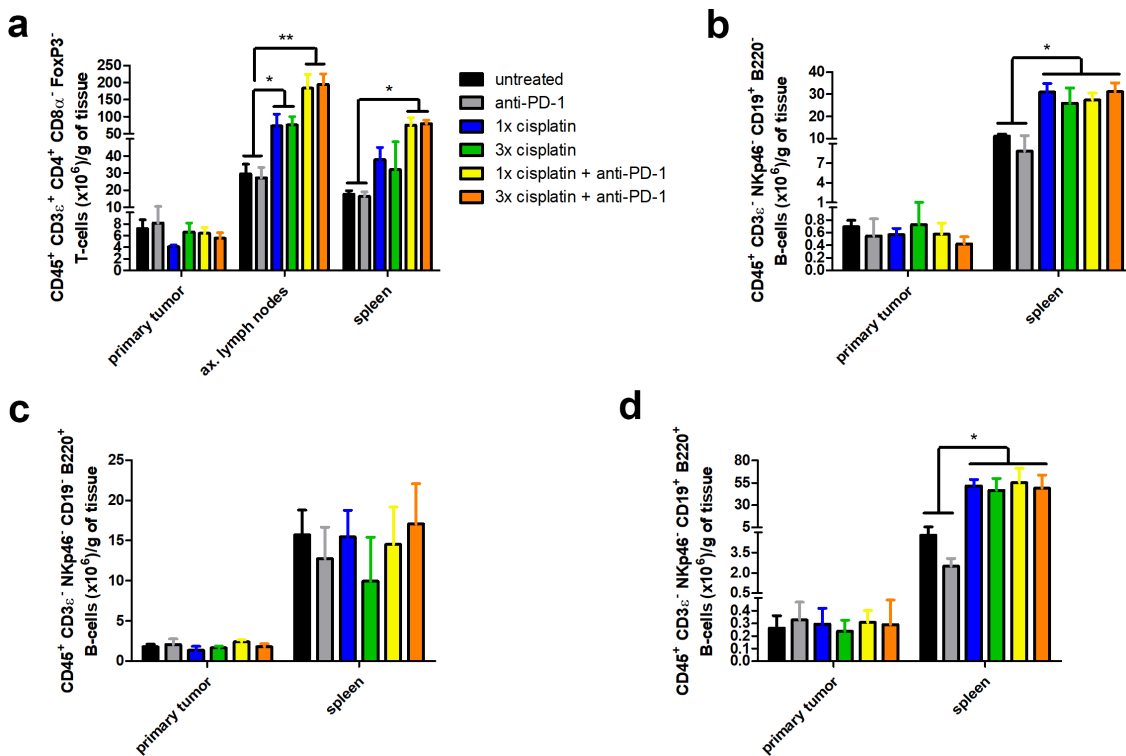 a
CD45⁺ CD3ε⁺ CD4⁺ CD8α⁻ FoxP3⁻
T-cells (x10⁶)/g of tissue
250
200
150
100
50
40
30
20
10
8
6
4
2
0
*
**
*
primary tumor
ax. lymph nodes
spleen
untreated
anti-PD-1
1x cisplatin
3x cisplatin
1x cisplatin + anti-PD-1
3x cisplatin + anti-PD-1
b
CD45⁺ CD3ε⁻ NKp46⁻ CD19⁺ B220⁻
B-cells (x10⁶)/g of tissue
40
30
20
10
7
4
1
0.8
0.6
0.4
0.2
0.0
*
primary tumor
spleen
c
CD45⁺ CD3ε⁻ NKp46⁻ CD19⁻ B220⁺
B-cells (x10⁶)/g of tissue
25
20
15
10
5
0
primary tumor
spleen
d
CD45⁺ CD3ε⁻ NKp46⁻ CD19⁺ B220⁺
B-cells (x10⁶)/g of tissue
80
55
30
5
3.5
2.0
0.5
0.4
0.3
0.2
0.1
0.0
*
primary tumor
spleen